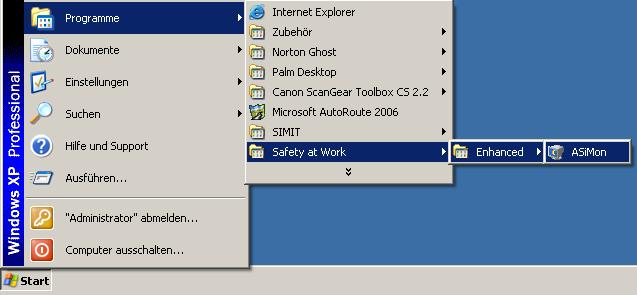 Windows XP Professional
Programme
Dokumente
Einstellungen
Suchen
Hilfe und Support
Ausführen...
"Administrator" abmelden...
Computer ausschalten...
Internet Explorer
Zubehör
Norton Ghost
Palm Desktop
Canon ScanGear Toolbox CS 2.2
Microsoft AutoRoute 2006
SIMIT
Safety at Work
Enhanced
ASiMon
Start